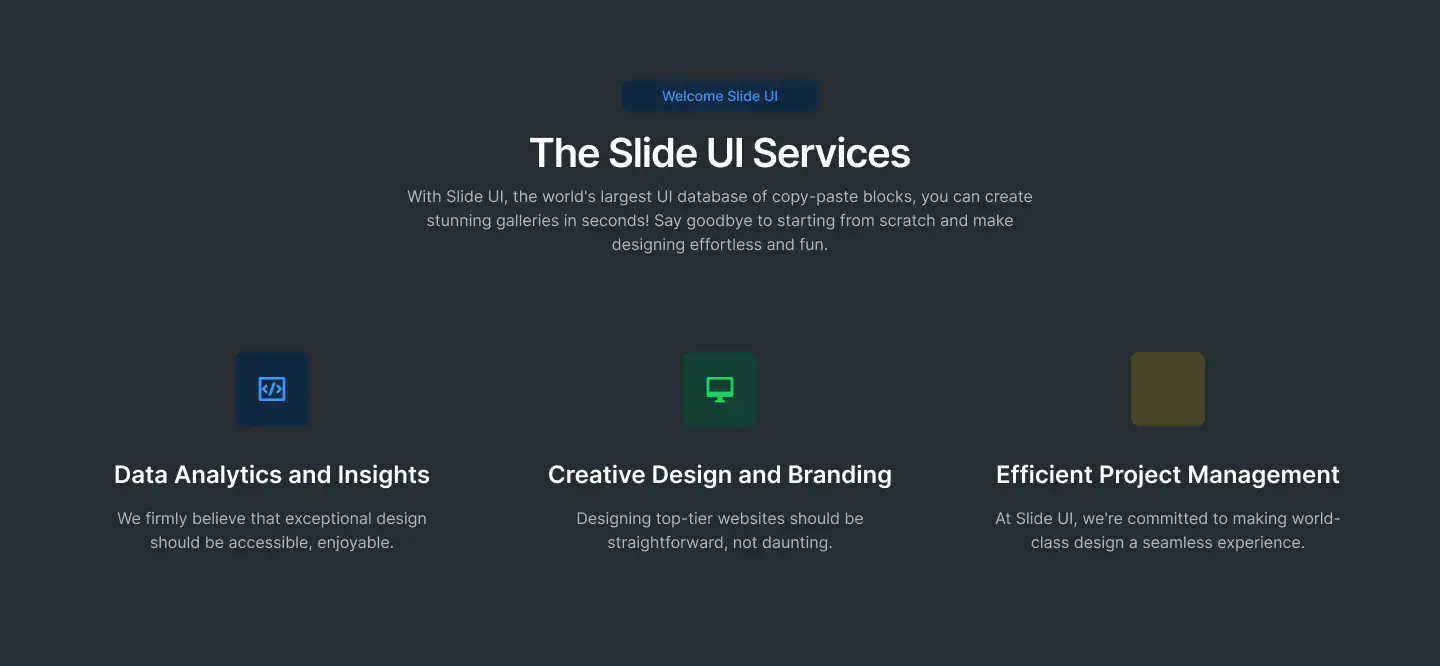 Welcome Slide UI
The Slide UI Services
With Slide UI, the world's largest UI database of copy-paste blocks, you can create
stunning galleries in seconds! Say goodbye to starting from scratch and make
designing effortless and fun.
Data Analytics and Insights
We firmly believe that exceptional design
should be accessible, enjoyable.
Creative Design and Branding
Designing top-tier websites should be
straightforward, not daunting.
Efficient Project Management
At Slide UI, we're committed to making world-
class design a seamless experience.